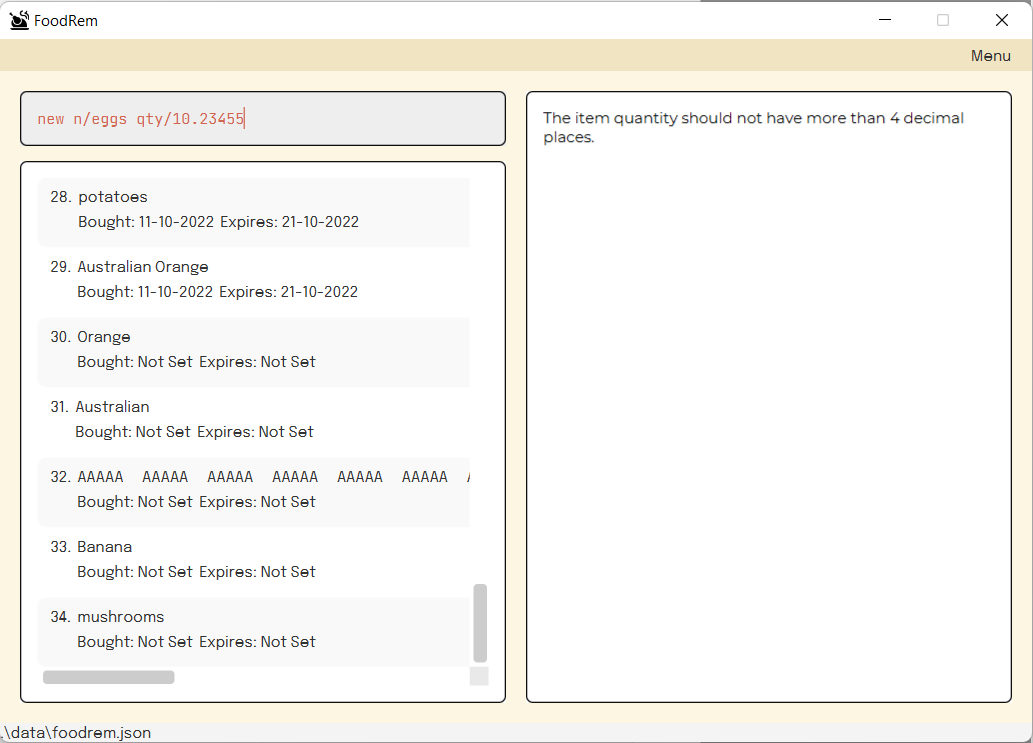 FoodRem
Menu
new n/eggs qty/10.23455
The item quantity should not have more than 4 decimal
places.
28. potatoes
Bought: 11-10-2022 Expires: 21-10-2022
29. Australian Orange
Bought: 11-10-2022 Expires: 21-10-2022
30. Orange
Bought: Not Set Expires: Not Set
31. Australian
Bought: Not Set Expires: Not Set
32. AAAAA AAAAA AAAAA AAAAA AAAAA AAAAA
Bought: Not Set Expires: Not Set
33. Banana
Bought: Not Set Expires: Not Set
34. mushrooms
Bought: Not Set Expires: Not Set
.\data\foodrem.json